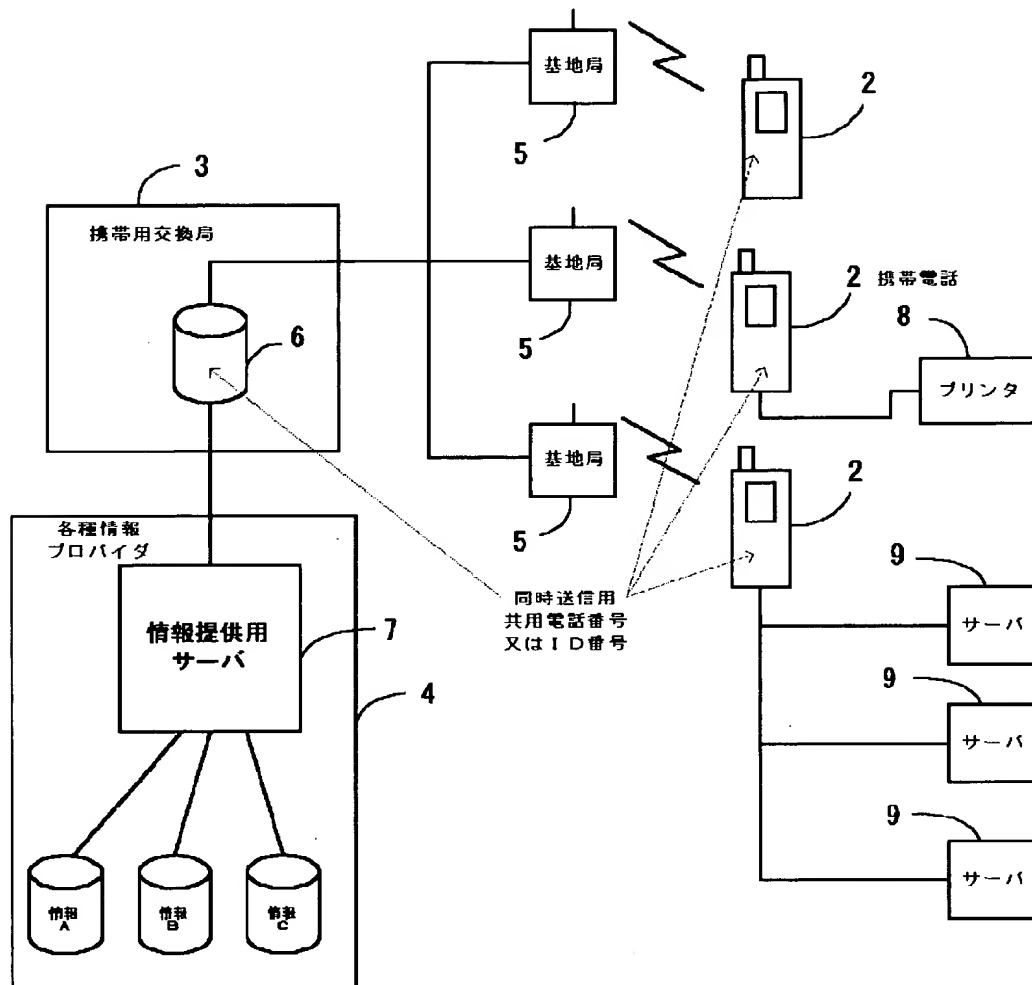 基地局
5
2
3
携帯用交換局
6
基地局
5
2 携帯電話
8
プリンタ
基地局
5
2
各種情報
プロバイダ
情報提供用
サーバ
7
4
同時送信用
共用電話番号
又はID番号
9
サーバ
9
サーバ
9
サーバ
情報
A
情報
B
情報
C